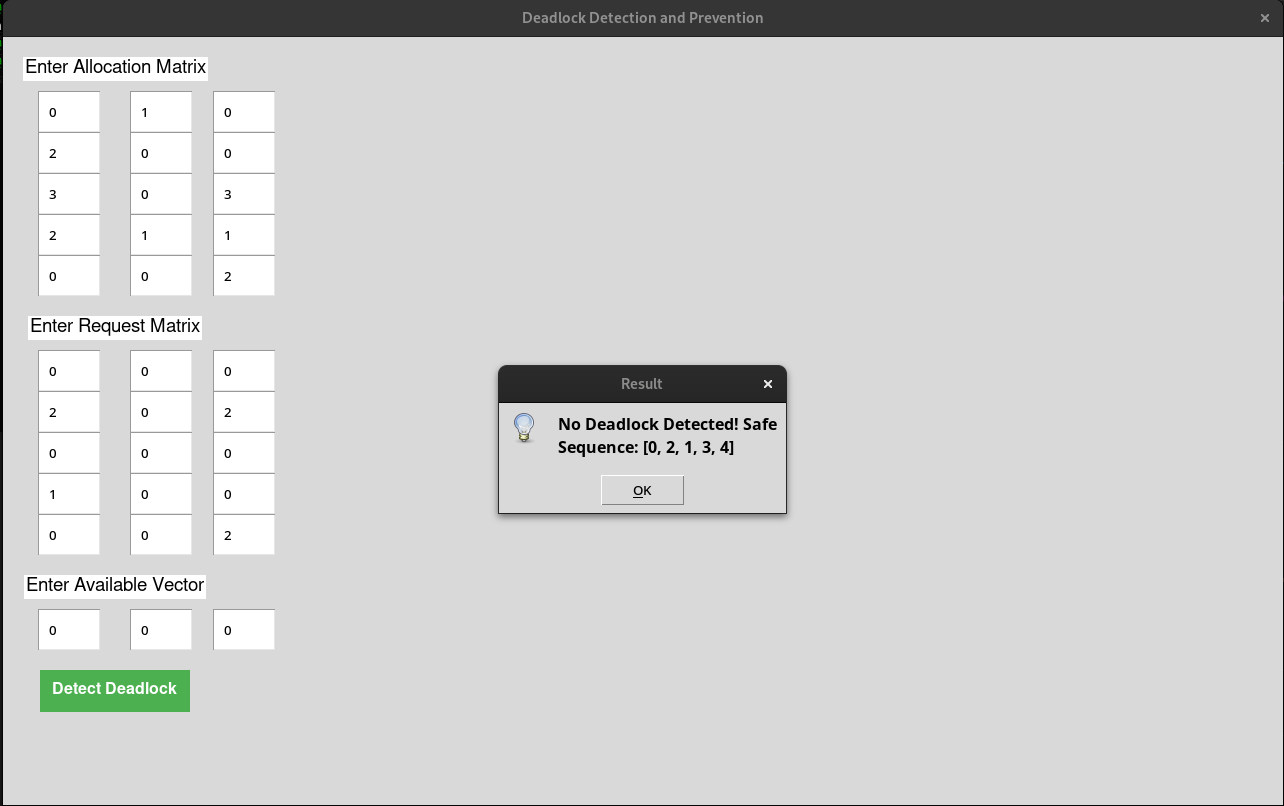 Deadlock Detection and Prevention ×
Enter Allocation Matrix
0 1 0
2 0 0
3 0 3
2 1 1
0 0 2
Enter Request Matrix
0 0 0
2 0 2
0 0 0
1 0 0
0 0 2
Enter Available Vector
0 0 0
Detect Deadlock
Result ×
No Deadlock Detected! Safe
Sequence: [0, 2, 1, 3, 4]
OK